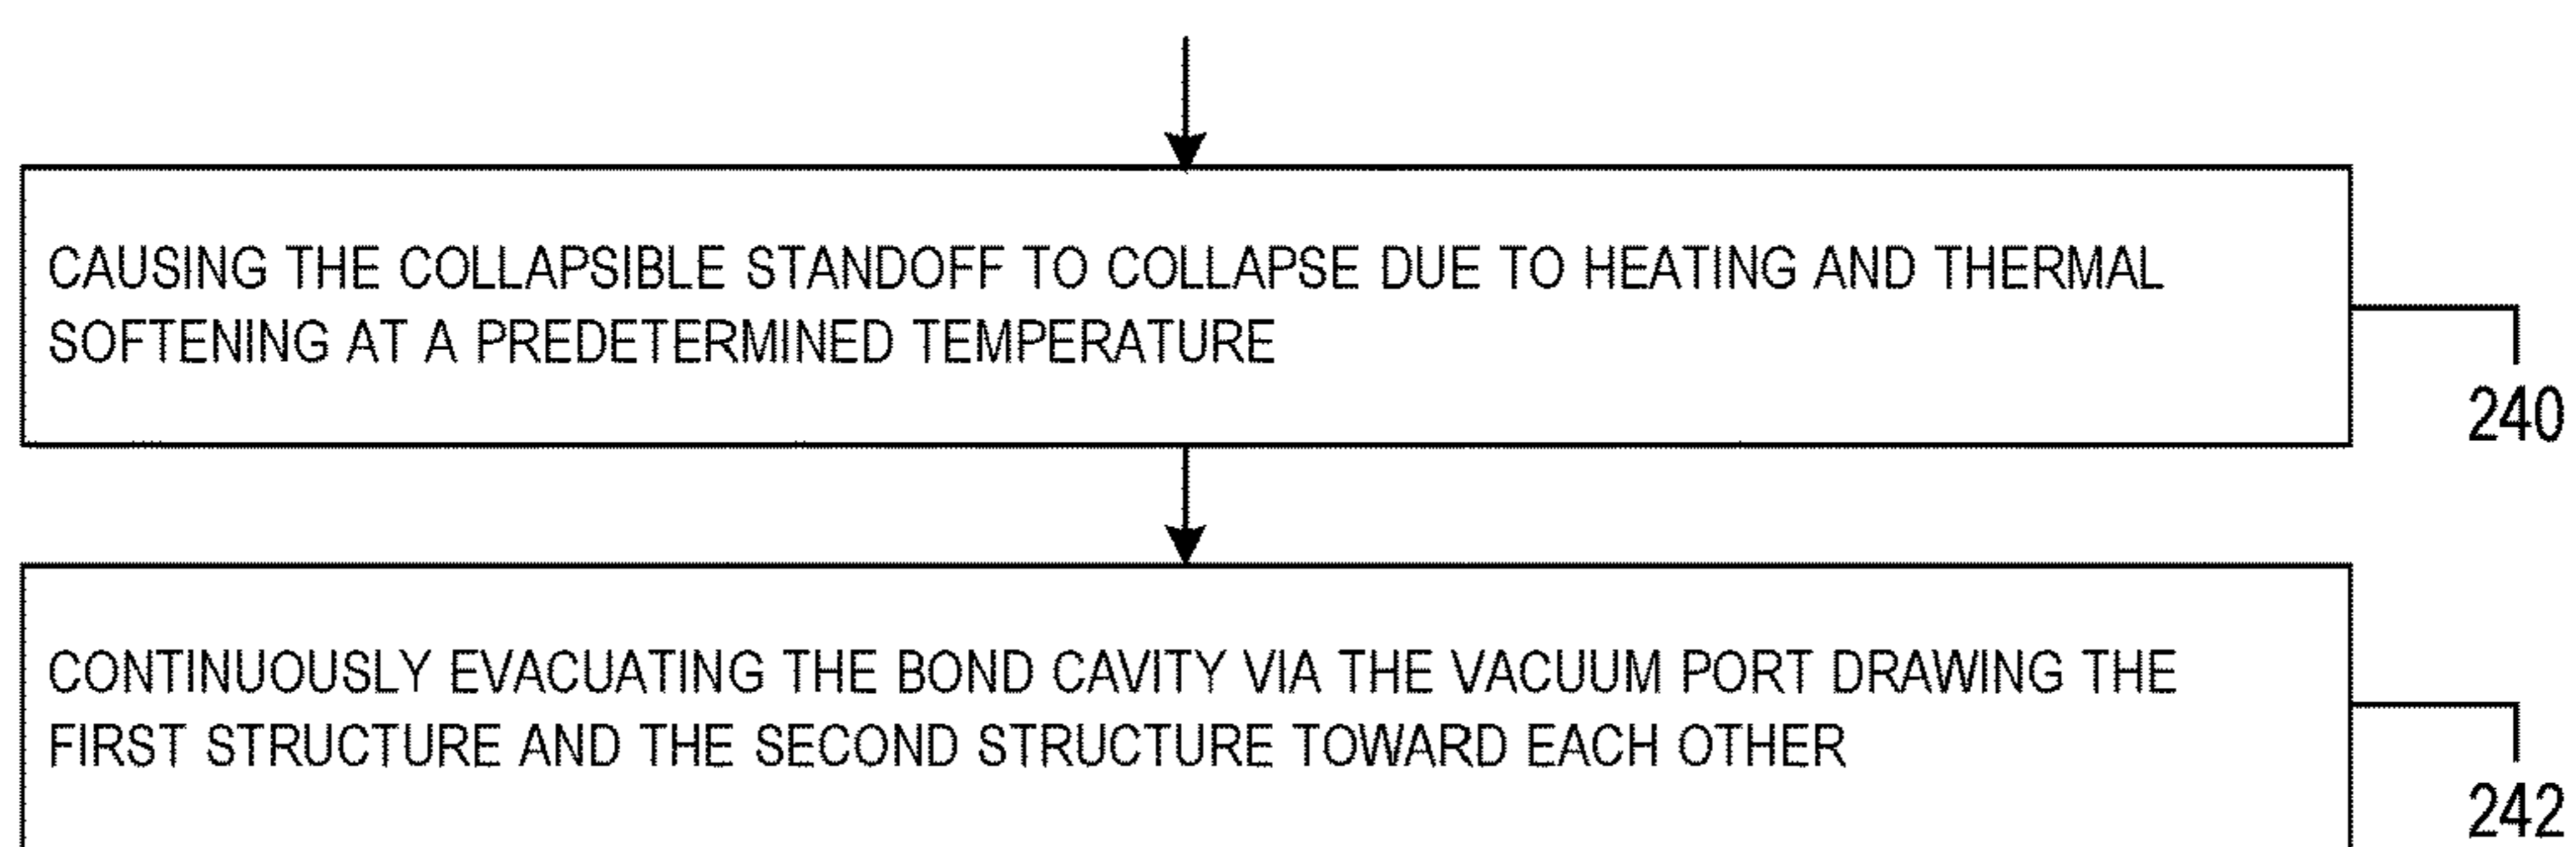 CAUSING THE COLLAPSIBLE STANDOFF TO COLLAPSE DUE TO HEATING AND THERMAL
SOFTENING AT A PREDETERMINED TEMPERATURE
240
CONTINUOUSLY EVACUATING THE BOND CAVITY VIA THE VACUUM PORT DRAWING THE
FIRST STRUCTURE AND THE SECOND STRUCTURE TOWARD EACH OTHER
242